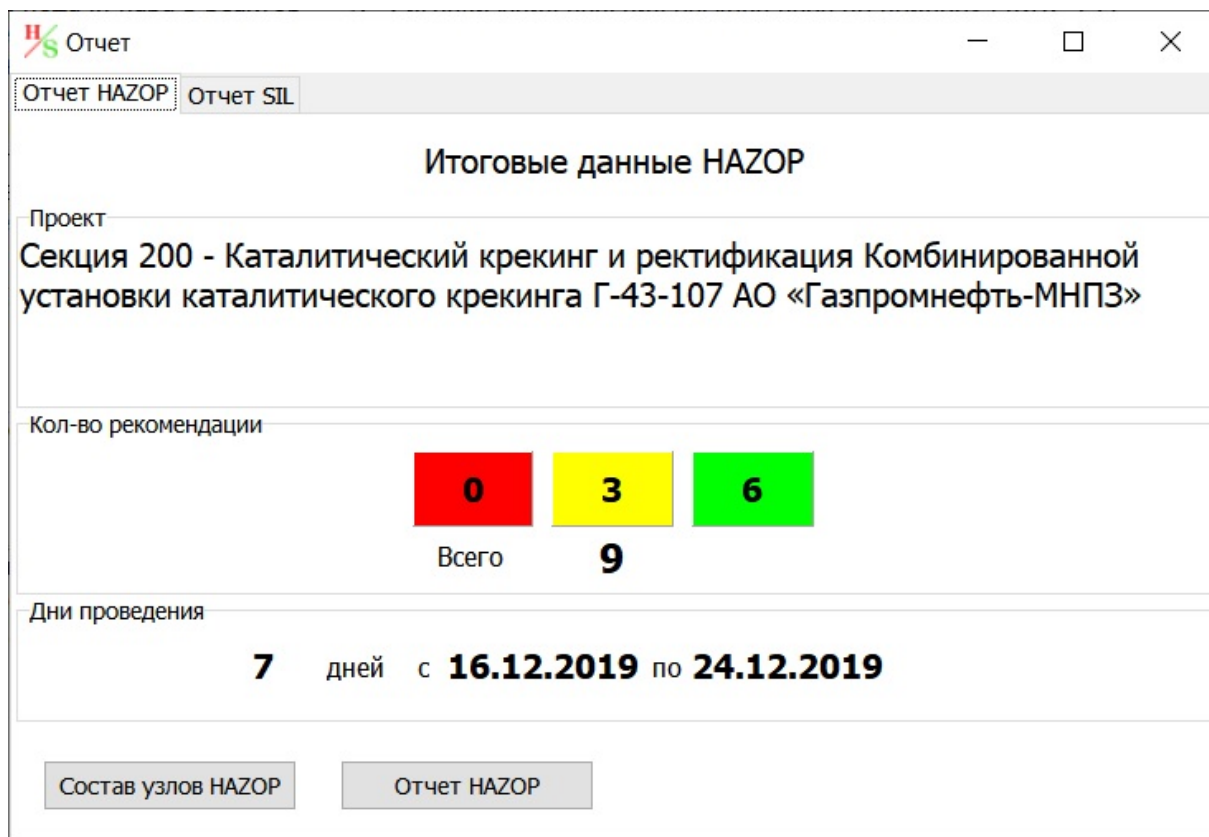 H/S Отчет
Отчет HAZOP Отчет SIL
Итоговые данные HAZOP
Проект
Секция 200 - Каталитический крекинг и ректификация Комбинированной
установки каталитического крекинга Г-43-107 АО «Газпромнефть-МНПЗ»
Кол-во рекомендации
0 3 6
Всего 9
Дни проведения
7 дней с 16.12.2019 по 24.12.2019
Состав узлов HAZOP Отчет HAZOP